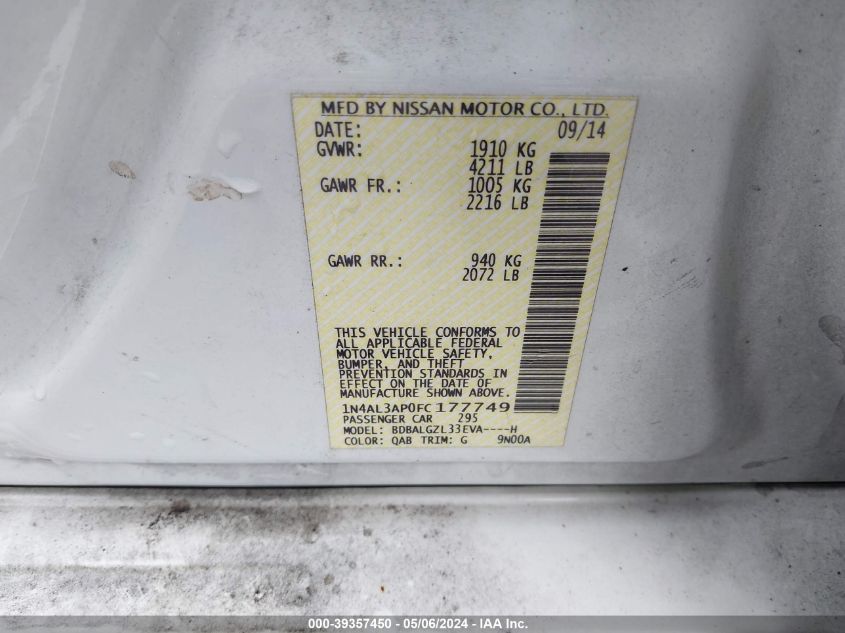 MFD BY NISSAN MOTOR CO., LTD.
DATE: 09/14
GVWR: 1910 KG
4211 LB
GAWR FR.: 1005 KG
2216 LB
GAWR RR.: 940 KG
2072 LB
THIS VEHICLE CONFORMS TO
ALL APPLICABLE FEDERAL
MOTOR VEHICLE SAFETY,
BUMPER, AND THEFT
PREVENTION STANDARDS IN
EFFECT ON THE DATE OF
MANUFACTURE SHOWN ABOVE.
1N4AL3AP0FC177749
PASSENGER CAR 295
MODEL: BDBALGZL33EVA----H
COLOR: QAB TRIM: G 9N00A
000-39357450 - 05/06/2024 - IAA Inc.